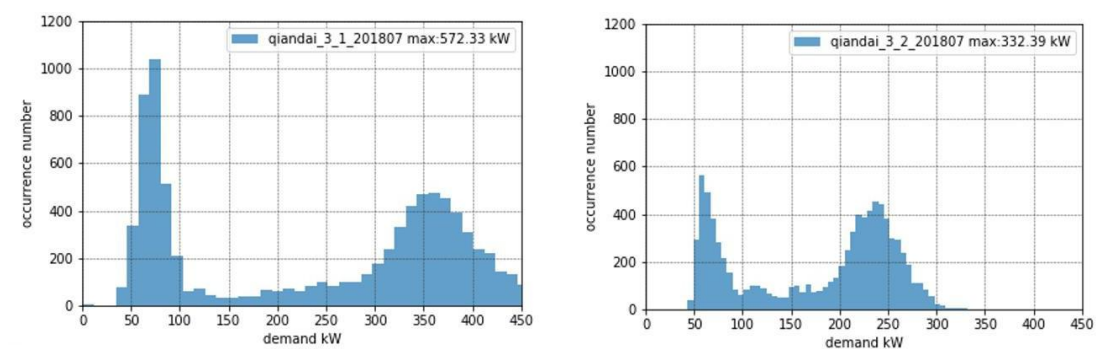 1200
1000
800
600
400
200
0
occurrence number
qiandai_3_1_201807 max:572.33 kW
0 50 100 150 200 250 300 350 400 450
demand kW
1200
1000
800
600
400
200
0
occurrence number
qiandai_3_2_201807 max:332.39 kW
0 50 100 150 200 250 300 350 400 450
demand kW